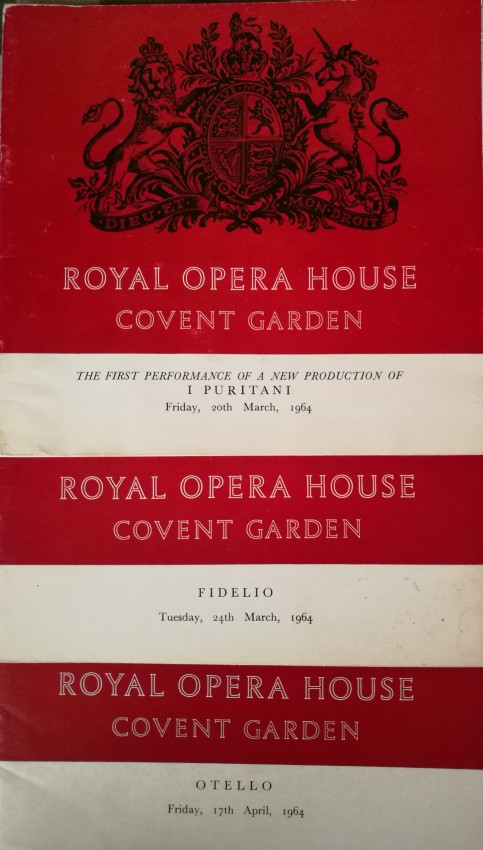 DIEU ET MON DROIT
ROYAL OPERA HOUSE
COVENT GARDEN
THE FIRST PERFORMANCE OF A NEW PRODUCTION OF
I PURITANI
Friday, 20th March, 1964
ROYAL OPERA HOUSE
COVENT GARDEN
FIDELIO
Tuesday, 24th March, 1964
ROYAL OPERA HOUSE
COVENT GARDEN
OTELLO
Friday, 17th April, 1964